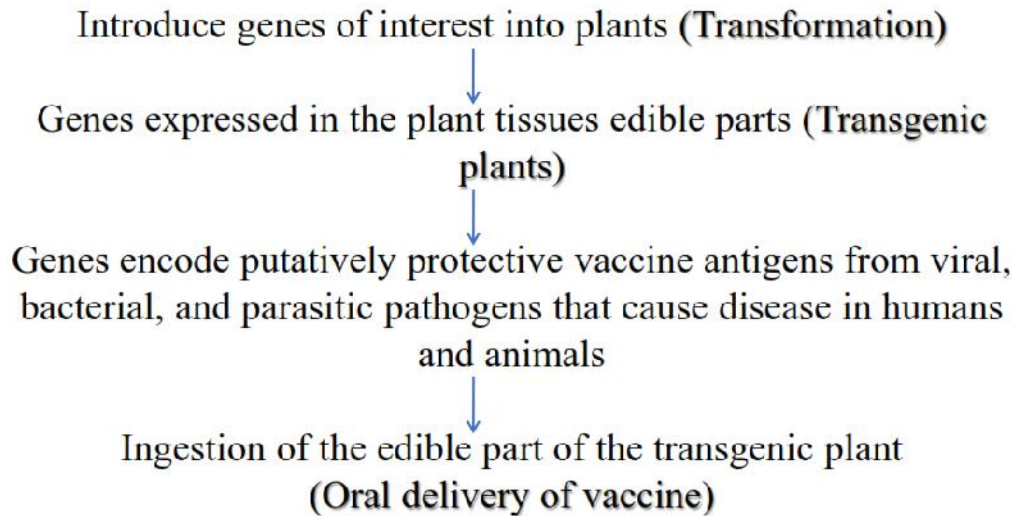 Introduce genes of interest into plants (Transformation)
Genes expressed in the plant tissues edible parts (Transgenic
plants)
Genes encode putatively protective vaccine antigens from viral,
bacterial, and parasitic pathogens that cause disease in humans
and animals
Ingestion of the edible part of the transgenic plant
(Oral delivery of vaccine)